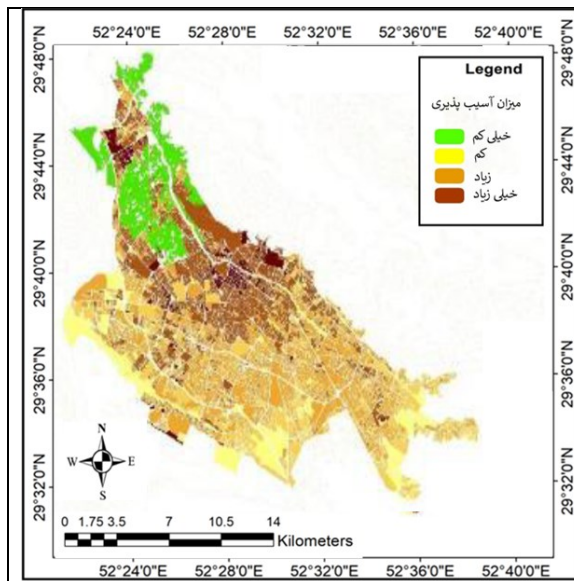 52°24'0"E 52°28'0"E 52°32'0"E 52°36'0"E 52°40'0"E
29°48'0"N 29°48'0"N
29°44'0"N 29°44'0"N
29°40'0"N 29°40'0"N
29°36'0"N 29°36'0"N
29°32'0"N 29°32'0"N
Legend
میزان آسیب پذیری
خیلی کم
کم
زیاد
خیلی زیاد
N
W E
S
0 1.75 3.5 7 10.5 14
Kilometers
52°24'0"E 52°28'0"E 52°32'0"E 52°36'0"E 52°40'0"E